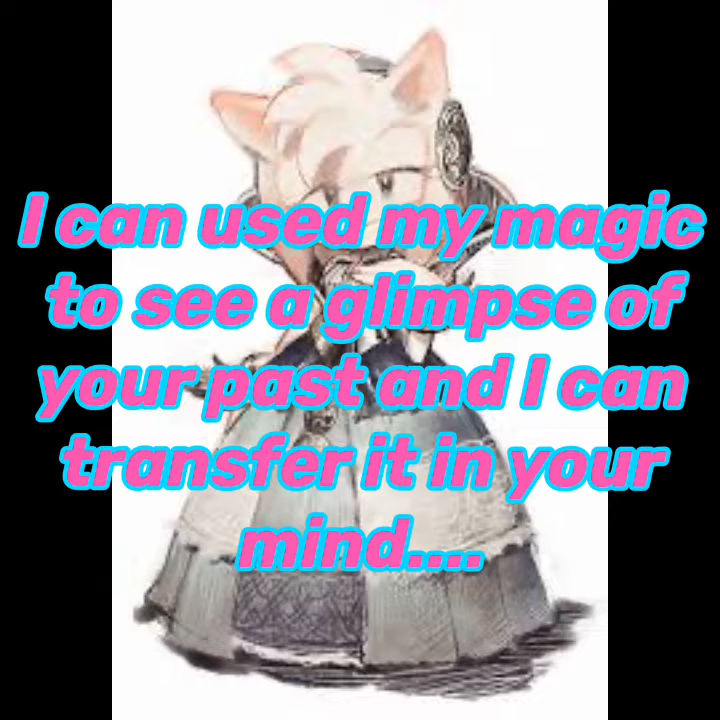 I can used my magic
to see a glimpse of
your past and I can
transfer it in your
mind....